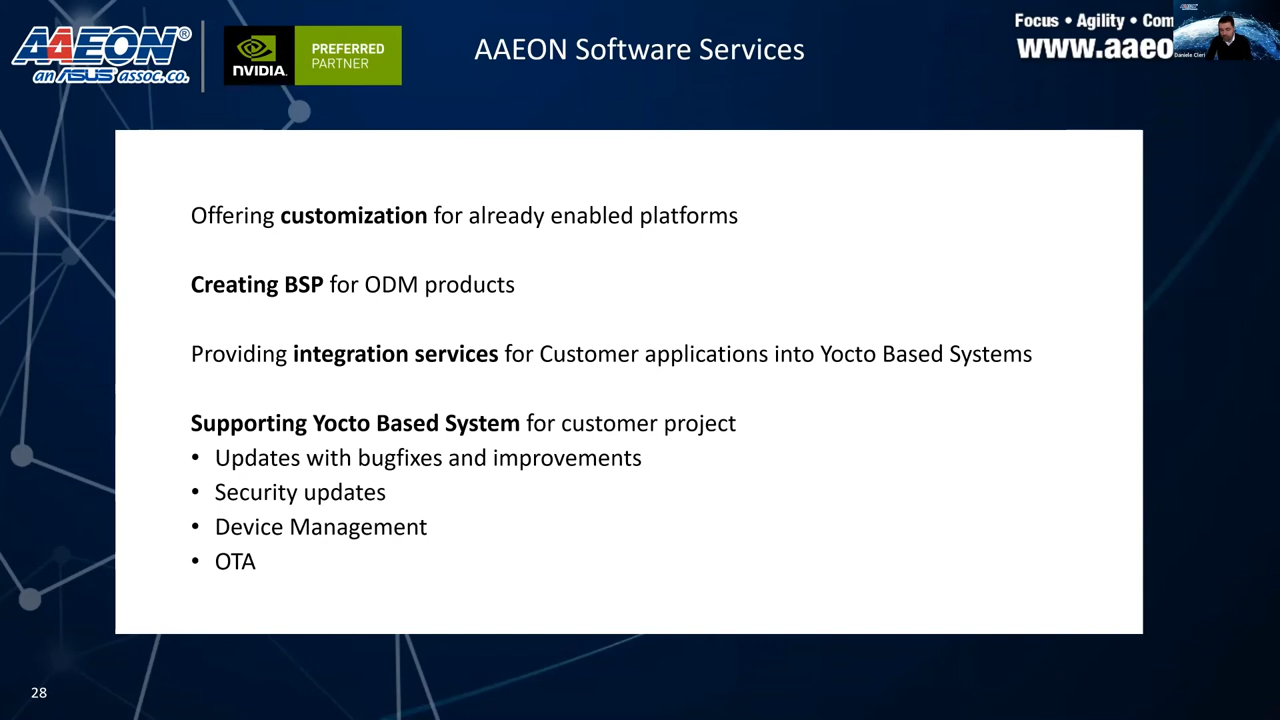 AAEON®
an ASUS assoc.co.
NVIDIA.
PREFERRED
PARTNER
AAEON Software Services
Focus • Agility • Com
www.aaeo
Daniele Cleri
Offering customization for already enabled platforms
Creating BSP for ODM products
Providing integration services for Customer applications into Yocto Based Systems
Supporting Yocto Based System for customer project
• Updates with bugfixes and improvements
• Security updates
• Device Management
• OTA
28